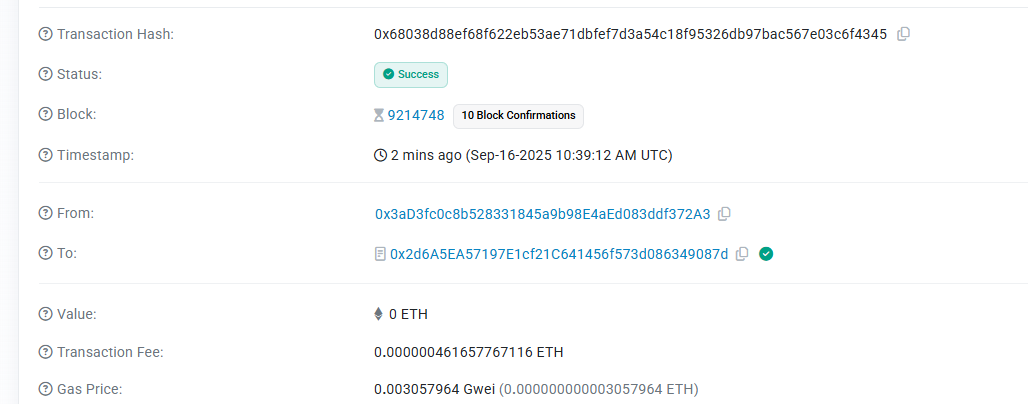 Transaction Hash: 0x68038d88ef68f622eb53ae71dbfef7d3a54c18f95326db97bac567e03c6f4345
Status: Success
Block: 9214748 10 Block Confirmations
Timestamp: 2 mins ago (Sep-16-2025 10:39:12 AM UTC)
From: 0x3aD3fc0c8b528331845a9b98E4aEd083ddf372A3
To: 0x2d6A5EA57197E1cf21C641456f573d086349087d
Value: 0 ETH
Transaction Fee: 0.000000461657767116 ETH
Gas Price: 0.003057964 Gwei (0.000000000003057964 ETH)